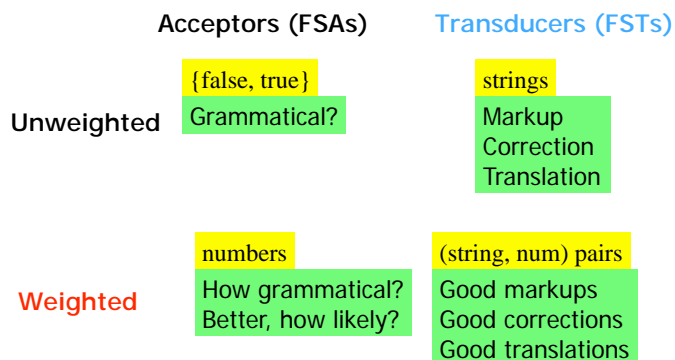 Acceptors (FSAs) Transducers (FSTs)
{false, true} strings
Unweighted Grammatical? Markup
Correction
Translation
numbers (string, num) pairs
Weighted How grammatical? Good markups
Better, how likely? Good corrections
Good translations